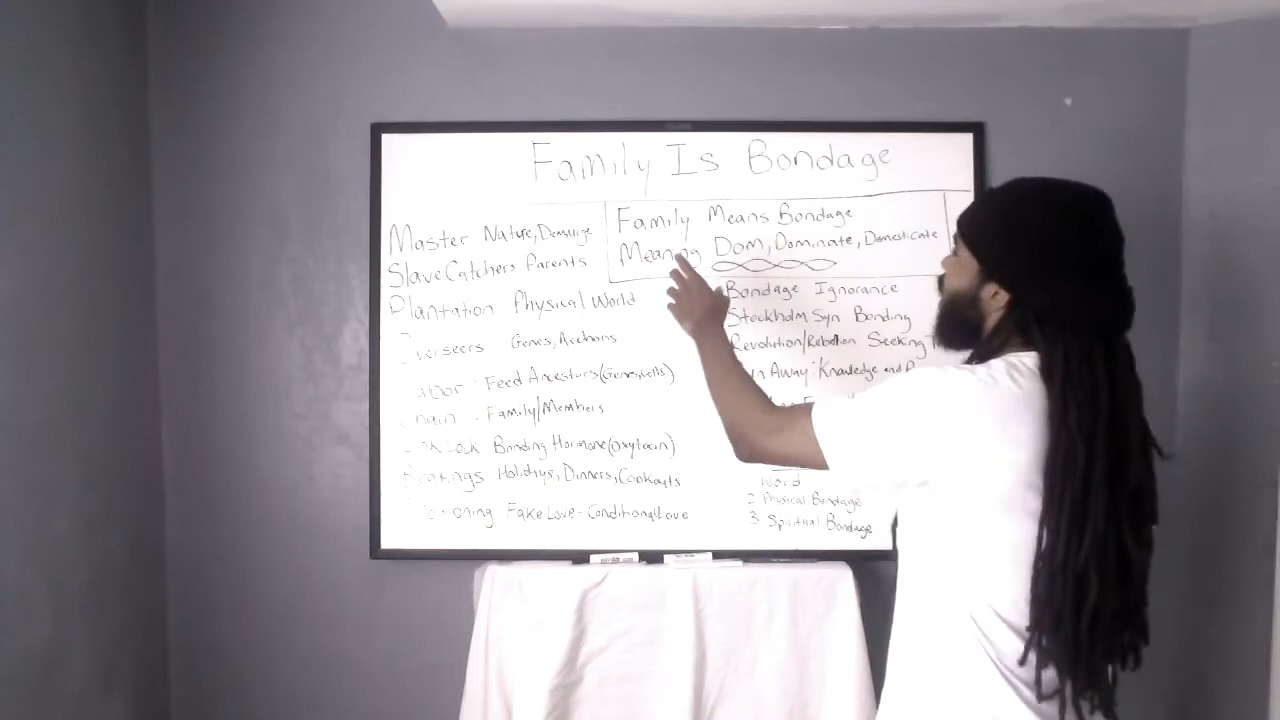 Family Is Bondage
Family Means Bondage
Meaning Dom, Dominate, Domesticate
Master Nature, Demiurge
Slave Catchers Parents
Plantation Physical World
Genes, Archons
Feed Ancestors (Genes, Cells)
Family/Members
Lock Bonding Hormone (Oxytocin)
Holidays, Dinners, Cookouts
Fake Love - Conditional Love
Bondage Ignorance
Stockholm Syn Bonding
Revolution/Rebellion Seeking
Away: Knowledge and
Word
2 Physical Bondage
3 Spiritual Bondage